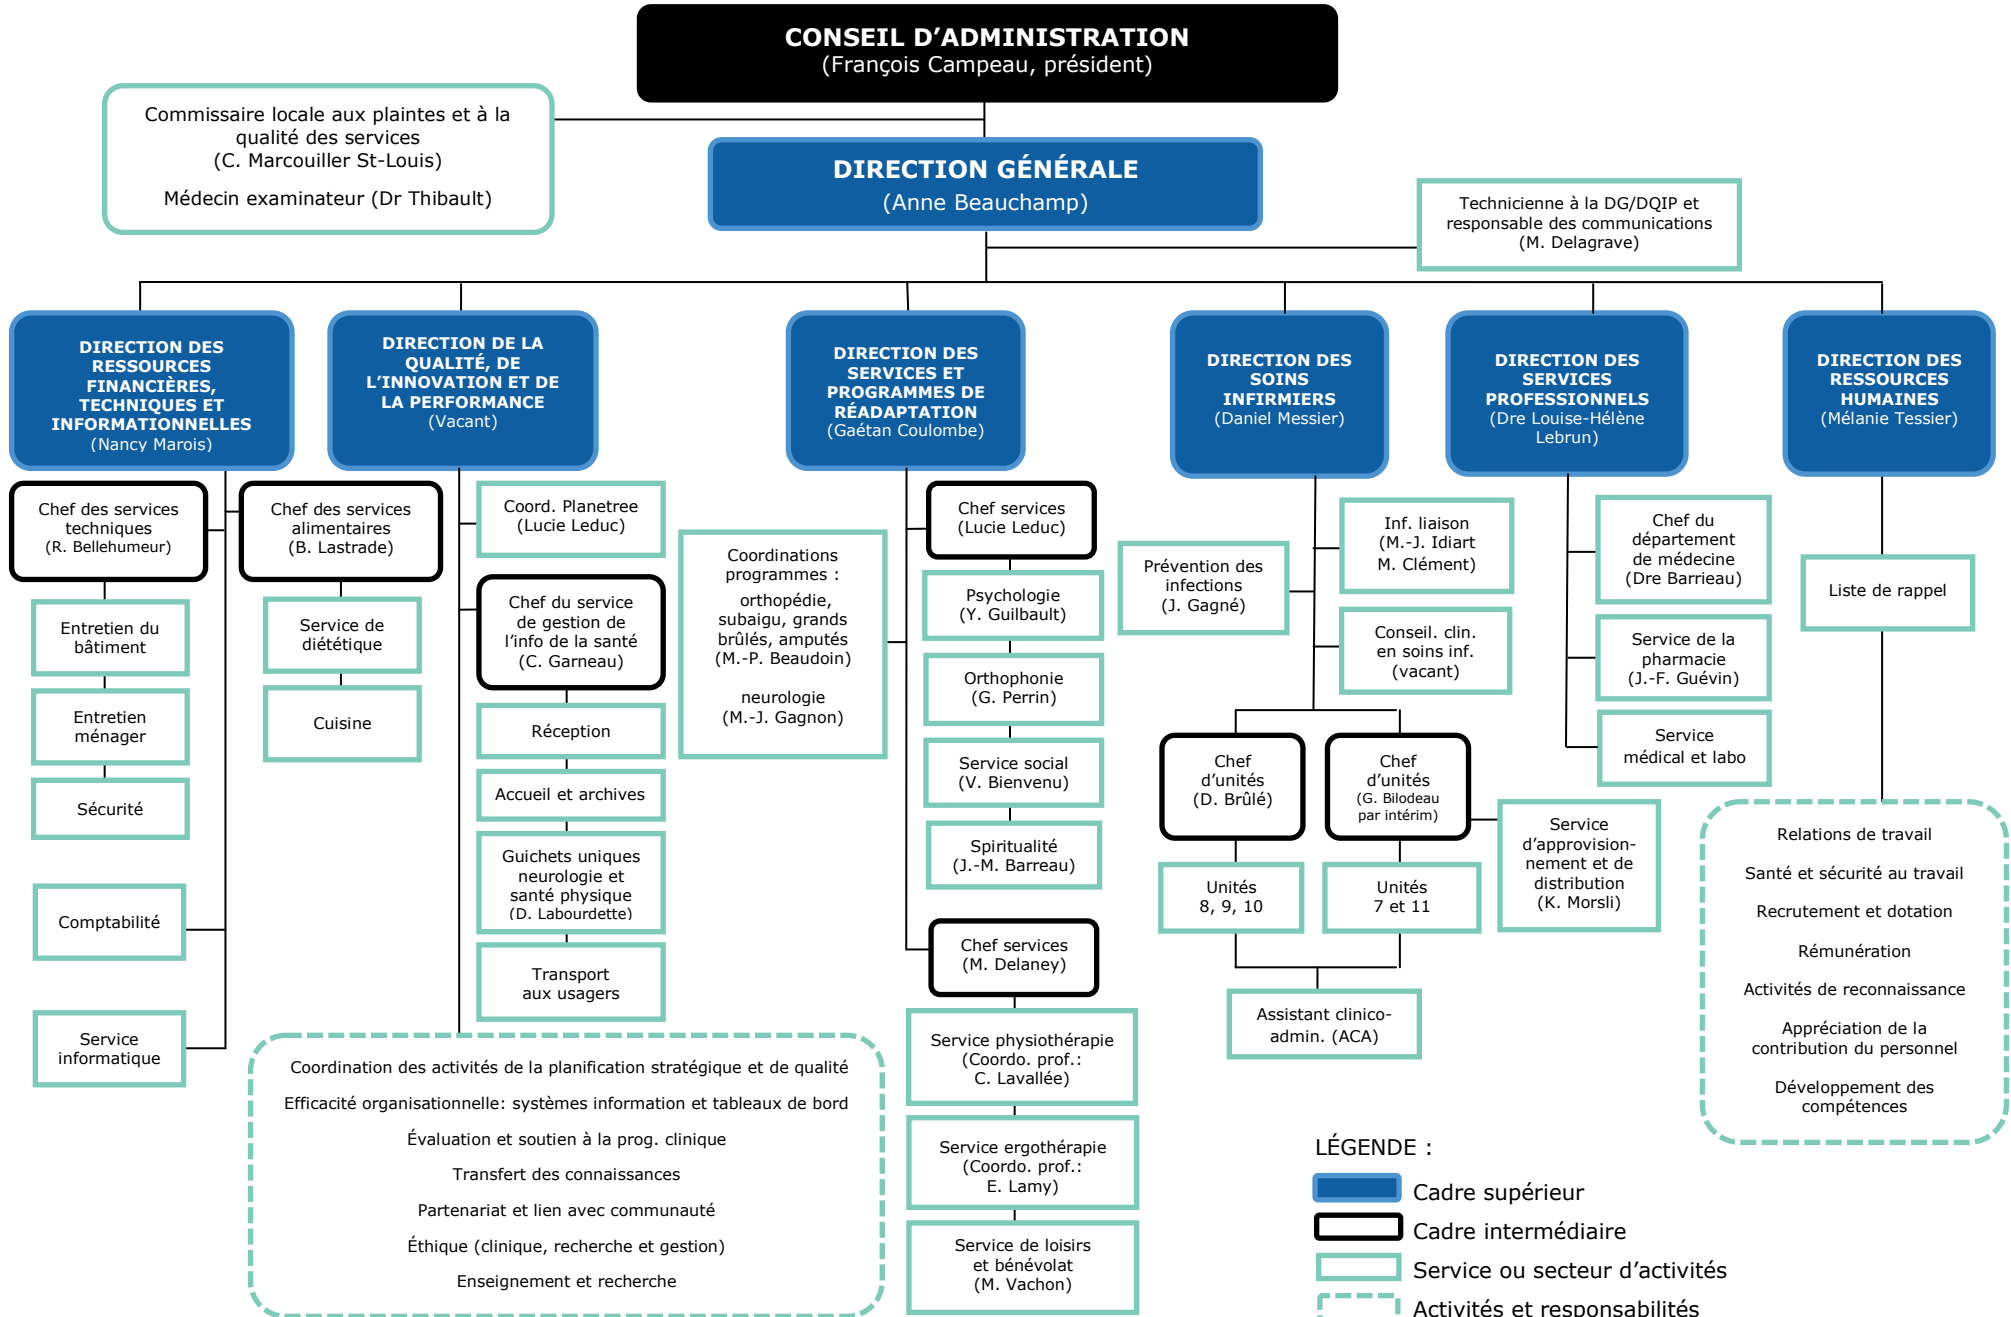 CONSEIL D’ADMINISTRATION
(François Campeau, président)
Commissaire locale aux plaintes et à la
qualité des services
(C. Marcouiller St-Louis)
Médecin examinateur (Dr Thibault)
DIRECTION GÉNÉRALE
(Anne Beauchamp)
Technicienne à la DG/DQIP et
responsable des communications
(M. Delagrave)
DIRECTION DES
RESSOURCES
FINANCIÈRES,
TECHNIQUES ET
INFORMATIONNELLES
(Nancy Marois)
DIRECTION DE LA
QUALITÉ, DE
L’INNOVATION ET DE
LA PERFORMANCE
(Vacant)
DIRECTION DES
SERVICES ET
PROGRAMMES DE
RÉADAPTATION
(Gaétan Coulombe)
DIRECTION DES
SOINS
INFIRMIERS
(Daniel Messier)
DIRECTION DES
SERVICES
PROFESSIONNELS
(Dre Louise-Hélène
Lebrun)
DIRECTION DES
RESSOURCES
HUMAINES
(Mélanie Tessier)
Chef des services
techniques
(R. Bellehumeur)
Entretien du
bâtiment
Entretien
ménager
Sécurité
Comptabilité
Service
informatique
Chef des services
alimentaires
(B. Lastrade)
Service de
diététique
Cuisine
Coord. Planetree
(Lucie Leduc)
Chef du service
de gestion de
l’info de la santé
(C. Garneau)
Réception
Accueil et archives
Guichets uniques
neurologie et
santé physique
(D. Labourdette)
Transport
aux usagers
Coordination des activités de la planification stratégique et de qualité
Efficacité organisationnelle: systèmes information et tableaux de bord
Évaluation et soutien à la prog. clinique
Transfert des connaissances
Partenariat et lien avec communauté
Éthique (clinique, recherche et gestion)
Enseignement et recherche
Coordinations
programmes :
orthopédie,
subaigu, grands
brûlés, amputés
(M.-P. Beaudoin)
neurologie
(M.-J. Gagnon)
Chef services
(Lucie Leduc)
Psychologie
(Y. Guilbault)
Orthophonie
(G. Perrin)
Service social
(V. Bienvenu)
Spiritualité
(J.-M. Barreau)
Chef services
(M. Delaney)
Service physiothérapie
(Coordo. prof.:
C. Lavallée)
Service ergothérapie
(Coordo. prof.:
E. Lamy)
Service de loisirs
et bénévolat
(M. Vachon)
Prévention des
infections
(J. Gagné)
Inf. liaison
(M.-J. Idiart
M. Clément)
Conseil. clin.
en soins inf.
(vacant)
Chef
d'unités
(D. Brûlé)
Chef
d'unités
(G. Bilodeau
par intérim)
Unités
8, 9, 10
Unités
7 et 11
Service
d’approvision-
nement et de
distribution
(K. Morsli)
Assistant clinico-
admin. (ACA)
Chef du
département
de médecine
(Dre Barrieau)
Service de la
pharmacie
(J.-F. Guévin)
Service
médical et labo
Liste de rappel
Relations de travail
Santé et sécurité au travail
Recrutement et dotation
Rémunération
Activités de reconnaissance
Appréciation de la
contribution du personnel
Développement des
compétences
LÉGENDE :
Cadre supérieur
Cadre intermédiaire
Service ou secteur d’activités
Activités et responsabilités